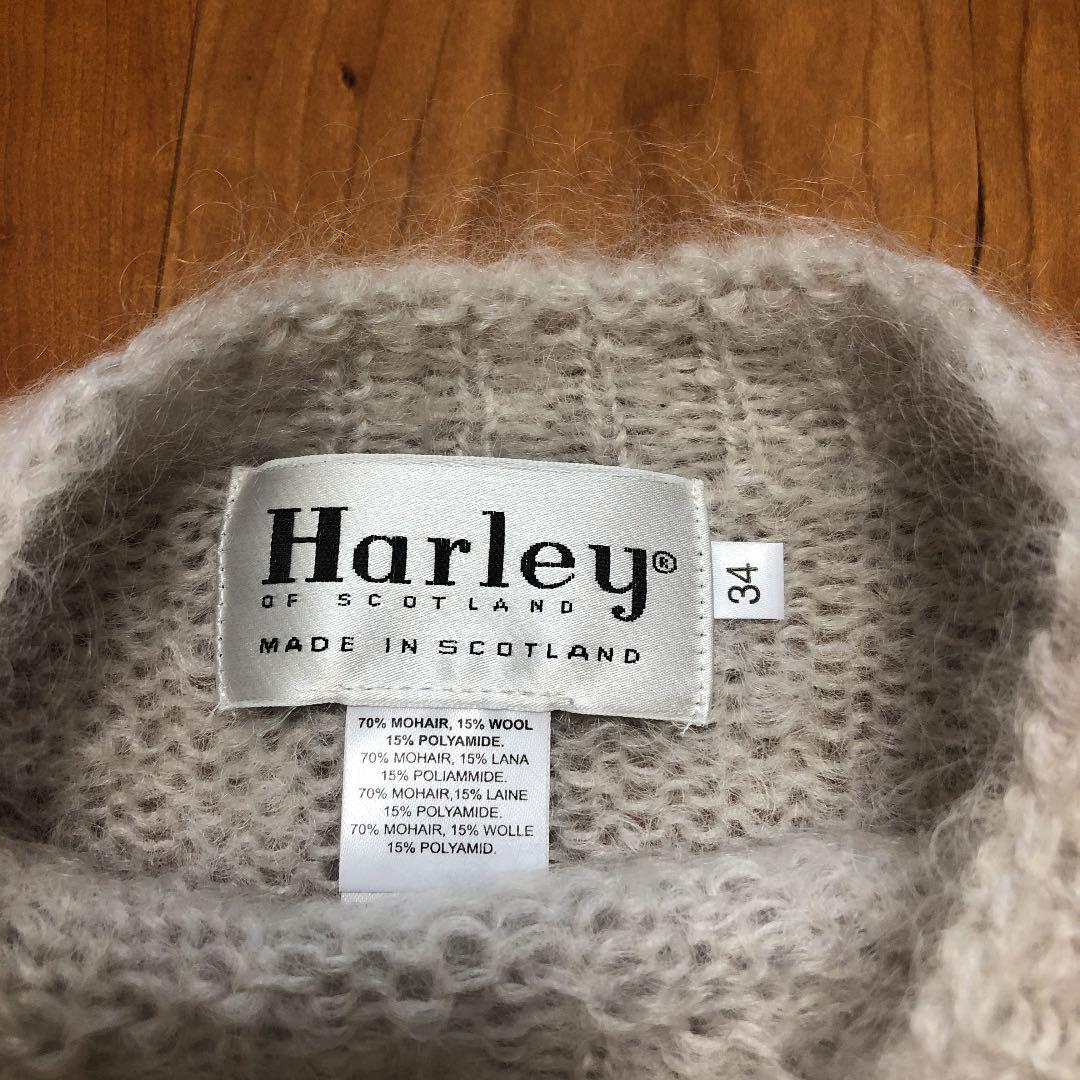 Harley®
OF SCOTLAND
MADE IN SCOTLAND
34
70% MOHAIR, 15% WOOL
15% POLYAMIDE.
70% MOHAIR, 15% LANA
15% POLIAMMIDE.
70% MOHAIR,15% LAINE
15% POLYAMIDE.
70% MOHAIR, 15% WOLLE
15% POLYAMID.